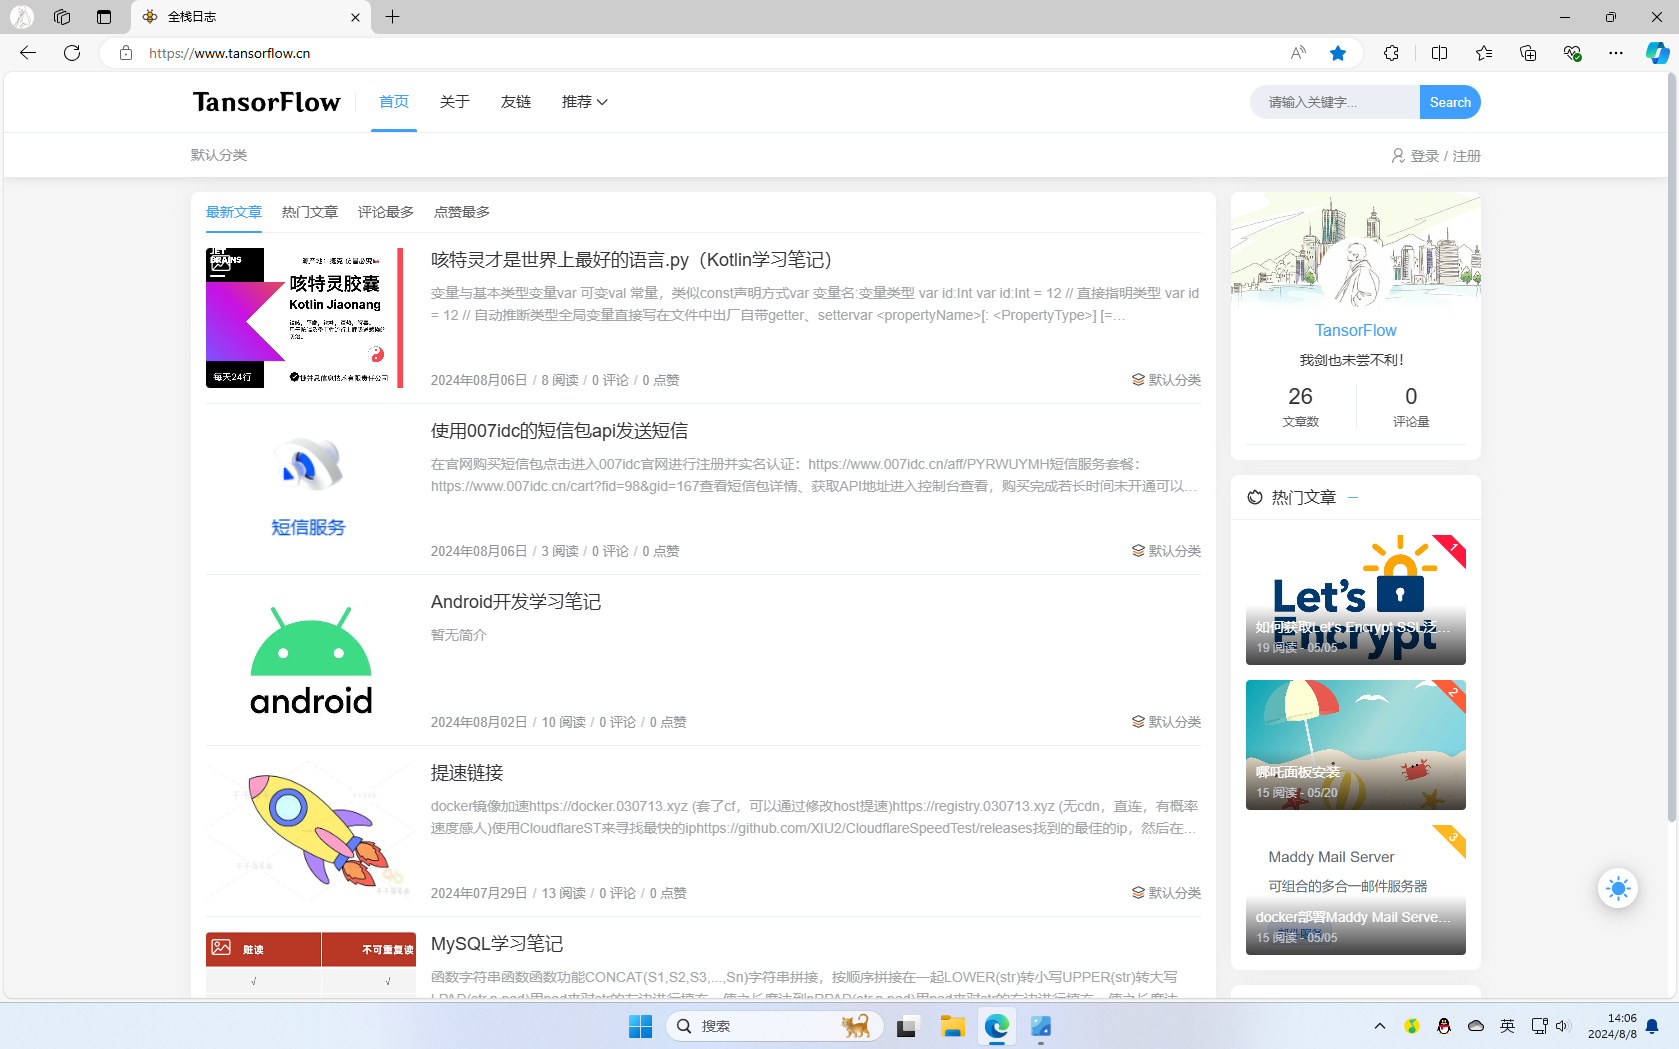 全栈日志
https://www.tansorflow.cn
TansorFlow
首页
关于
友链
推荐
请输入关键字...
Search
默认分类
登录 / 注册
最新文章
热门文章
评论最多
点赞最多
JET
BRAINS
咳特灵胶囊
Kotlin Jiaonang
每天24行
咳特灵才是世界上最好的语言.py（Kotlin学习笔记）
变量与基本类型变量var 可变val 常量，类似const声明方式var 变量名:变量类型 var id:Int var id:Int = 12 // 直接指明类型 var id
= 12 // 自动推断类型全局变量直接写在文件中出厂自带getter、settervar <propertyName>[: <PropertyType>] [=...
2024年08月06日 / 8 阅读 / 0 评论 / 0 点赞
默认分类
短信服务
使用007idc的短信包api发送短信
在官网购买短信包点击进入007idc官网进行注册并实名认证：https://www.007idc.cn/aff/PYRWUYMH短信服务套餐：
https://www.007idc.cn/cart?fid=98&gid=167查看短信包详情、获取API地址进入控制台查看，购买完成若长时间未开通可以...
2024年08月06日 / 3 阅读 / 0 评论 / 0 点赞
默认分类
android
Android开发学习笔记
暂无简介
2024年08月02日 / 10 阅读 / 0 评论 / 0 点赞
默认分类
提速链接
docker镜像加速https://docker.030713.xyz (套了cf，可以通过修改host提速)https://registry.030713.xyz (无cdn，直连，有概率
速度感人)使用CloudflareST来寻找最快的iphttps://github.com/XIU2/CloudflareSpeedTest/releases找到的最佳的ip，然后在...
2024年07月29日 / 13 阅读 / 0 评论 / 0 点赞
默认分类
脏读
不可重复读
√
√
MySQL学习笔记
函数字符串函数函数功能CONCAT(S1,S2,S3,...,Sn)字符串拼接，按顺序拼接在一起LOWER(str)转小写UPPER(str)转大写
TansorFlow
我剑也未尝不利！
26
0
文章数
评论量
热门文章
1
Let's
Encrypt
如何获取Let's Encrypt SSL泛...
19 阅读 - 05/05
2
哪吒面板安装
15 阅读 - 05/20
3
Maddy Mail Server
可组合的多合一邮件服务器
docker部署Maddy Mail Serve...
15 阅读 - 05/05
搜索
英
14:06
2024/8/8